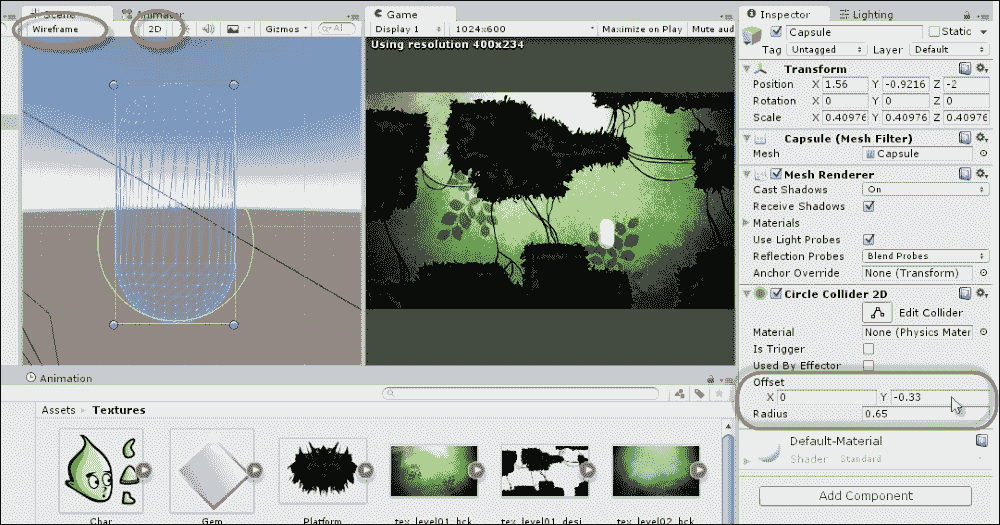 Scene
Animator
Wireframe
2D
Gizmos
All
Game
Display 1
1024x600
Maximize on Play
Mute aud
Using resolution 400x234
Inspector
Lighting
Capsule
Static
Tag
Untagged
Layer
Default
Transform
Position X 1.56 Y -0.9216 Z -2
Rotation X 0 Y 0 Z 0
Scale X 0.40976 Y 0.40976 Z 0.40976
Capsule (Mesh Filter)
Mesh
Capsule
Mesh Renderer
Cast Shadows
On
Receive Shadows
Materials
Use Light Probes
Reflection Probes
Blend Probes
Anchor Override
None (Transform)
Circle Collider 2D
Edit Collider
Material
None (Physics Mater
Is Trigger
Used By Effector
Offset
X 0 Y -0.33
Radius
0.65
Default-Material
Shader
Standard
Add Component
Animation
Assets
Textures
Char
Gem
Platform
tex_level01_bck
tex_level01_desi
tex_level02_bck